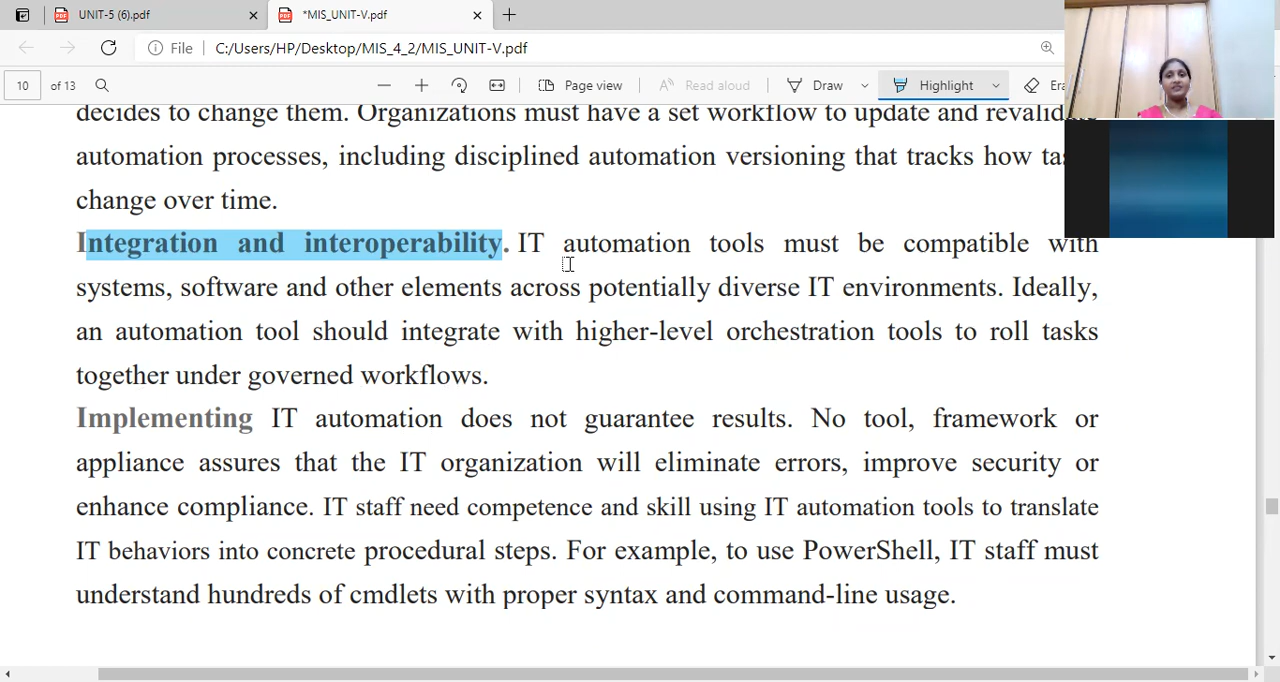 UNIT-5 (6).pdf
*MIS_UNIT-V.pdf
File
C:/Users/HP/Desktop/MIS_4_2/MIS_UNIT-V.pdf
10 of 13
Page view
Read aloud
Draw
Highlight
Era
decides to change them. Organizations must have a set workflow to update and
automation processes, including disciplined automation versioning that tracks how
change over time.
Integration and interoperability. IT automation tools must be compatible with
systems, software and other elements across potentially diverse IT environments. Ideally,
an automation tool should integrate with higher-level orchestration tools to roll tasks
together under governed workflows.
Implementing IT automation does not guarantee results. No tool, framework or
appliance assures that the IT organization will eliminate errors, improve security or
enhance compliance. IT staff need competence and skill using IT automation tools to translate
IT behaviors into concrete procedural steps. For example, to use PowerShell, IT staff must
understand hundreds of cmdlets with proper syntax and command-line usage.